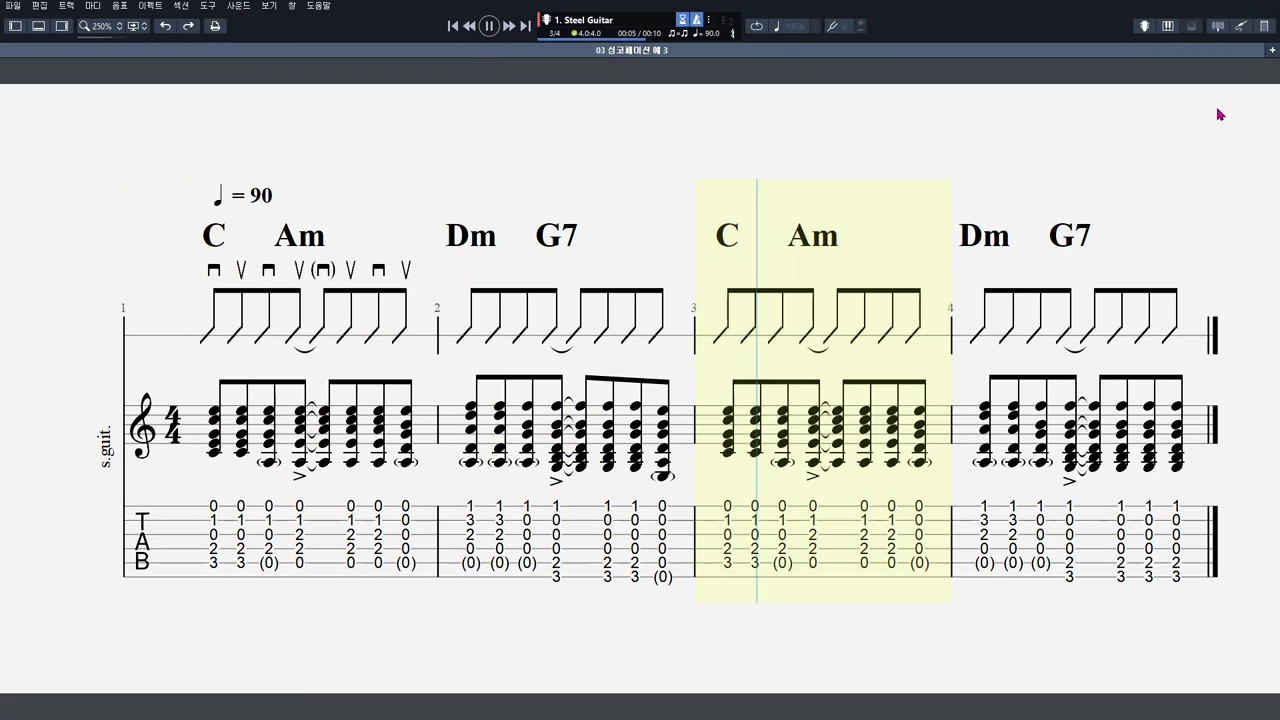 파일 편집 트랙 마디 음표 이펙트 섹션 도구 사운드 보기 창 도움말
250%
1. Steel Guitar
3/4 4.0:4.0 00:05 / 00:10 ♫=♫ ♩= 90.0
E2
100%
0
03 싱코페이션 예 3
♩ = 90
C Am Dm G7 C Am Dm G7
1 2 3 4
s.guit.
4
4
T
A
B
0 0 0 0 0 0 0 1 1 1 1 1 1 0 0 0 0 0 0 0 0 1 1 1 1 1 1 1
1 1 1 1 1 1 0 3 3 0 0 0 0 0 1 1 1 1 1 1 0 3 3 0 0 0 0 0
0 0 0 2 2 2 0 2 2 0 0 0 0 0 0 0 0 2 2 2 0 2 2 0 0 0 0 0
2 2 2 2 2 2 0 0 0 0 0 0 0 0 2 2 2 2 2 2 0 0 0 0 0 0 0 0
3 3 (0) 0 0 0 (0) (0) (0) (0) 2 2 2 0 3 3 (0) 0 0 0 (0) (0) (0) (0) 2 2 2 2
3 3 3 (0) 3 3 3 3